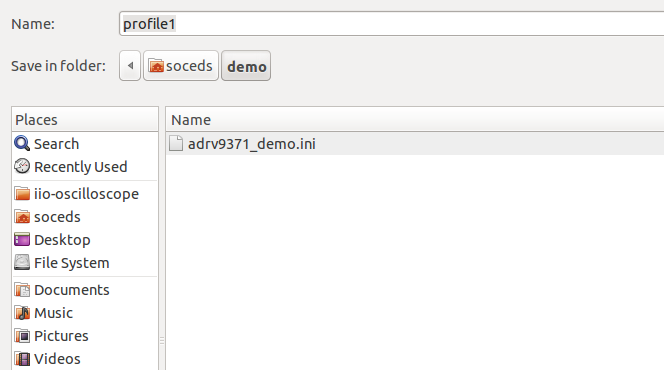 Name: profile1
Save in folder: soceds demo
Places Name
Search adrv9371_demo.ini
Recently Used
iio-oscilloscope
soceds
Desktop
File System
Documents
Music
Pictures
Videos